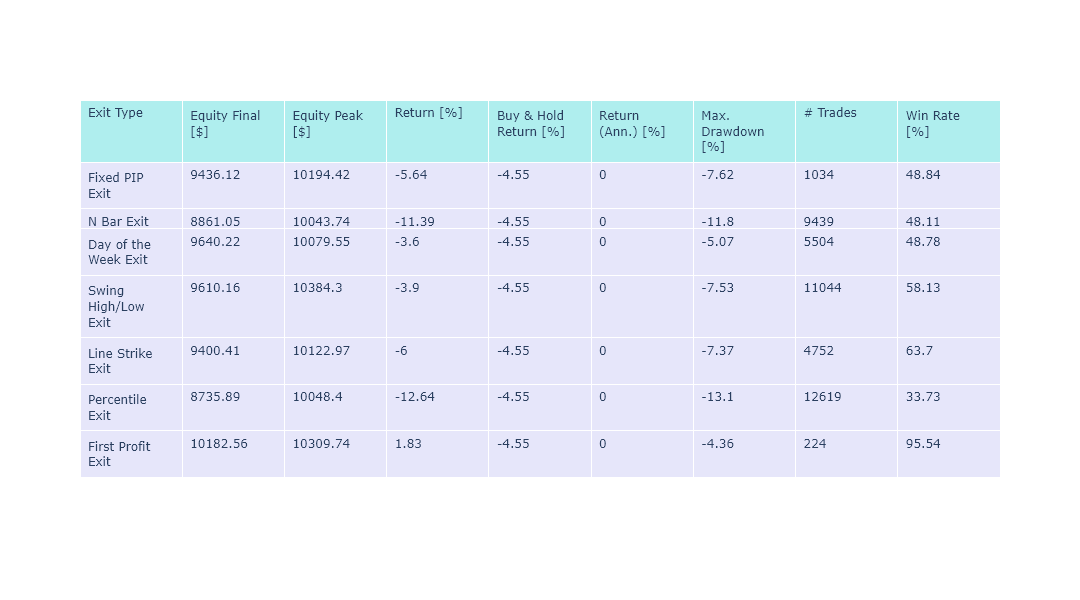 Exit Type | Equity Final [$] | Equity Peak [$] | Return [%] | Buy & Hold Return [%] | Return (Ann.) [%] | Max. Drawdown [%] | # Trades | Win Rate [%]
Fixed PIP Exit | 9436.12 | 10194.42 | -5.64 | -4.55 | 0 | -7.62 | 1034 | 48.84
N Bar Exit | 8861.05 | 10043.74 | -11.39 | -4.55 | 0 | -11.8 | 9439 | 48.11
Day of the Week Exit | 9640.22 | 10079.55 | -3.6 | -4.55 | 0 | -5.07 | 5504 | 48.78
Swing High/Low Exit | 9610.16 | 10384.3 | -3.9 | -4.55 | 0 | -7.53 | 11044 | 58.13
Line Strike Exit | 9400.41 | 10122.97 | -6 | -4.55 | 0 | -7.37 | 4752 | 63.7
Percentile Exit | 8735.89 | 10048.4 | -12.64 | -4.55 | 0 | -13.1 | 12619 | 33.73
First Profit Exit | 10182.56 | 10309.74 | 1.83 | -4.55 | 0 | -4.36 | 224 | 95.54